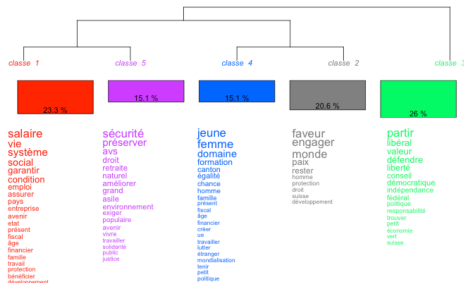 classe 1
classe 5
classe 4
classe 2
23.3 %
15.1 %
15.1 %
20.6 %
26 %
salaire
vie
système
social
garantir
condition
emploi
assurer
pays
entreprise
avenir
etat
présent
fiscal
âge
financier
famille
travail
protection
bénéficier
développement
sécurité
préserver
avs
droit
retraite
naturel
améliorer
grand
asile
environnement
exiger
populaire
avenir
vivre
travailler
solidarité
public
justice
jeune
femme
domaine
formation
canton
égalité
chance
homme
famille
présent
fiscal
âge
financier
créer
ue
travailler
lutter
étranger
mondialisation
tenir
petit
politique
faveur
engager
monde
paix
rester
homme
protection
droit
suisse
développement
partir
libéral
valeur
défendre
liberté
conseil
démocratique
indépendance
fédéral
politique
responsabilité
trouver
petit
économie
vert
suisse